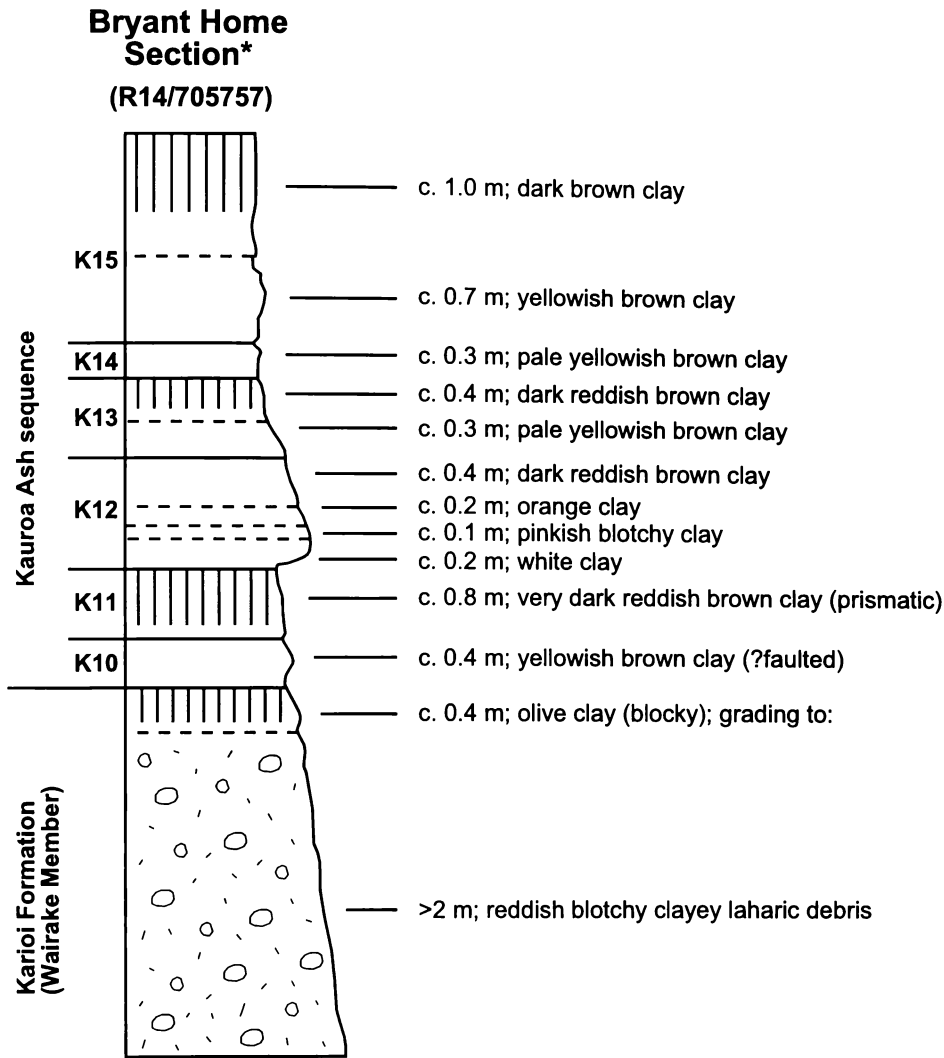 Bryant Home
Section*
(R14/705757)
c. 1.0 m; dark brown clay
K15
c. 0.7 m; yellowish brown clay
K14
c. 0.3 m; pale yellowish brown clay
c. 0.4 m; dark reddish brown clay
K13
c. 0.3 m; pale yellowish brown clay
c. 0.4 m; dark reddish brown clay
K12
c. 0.2 m; orange clay
c. 0.1 m; pinkish blotchy clay
c. 0.2 m; white clay
K11
c. 0.8 m; very dark reddish brown clay (prismatic)
K10
c. 0.4 m; yellowish brown clay (?faulted)
Kauroa Ash sequence
c. 0.4 m; olive clay (blocky); grading to:
>2 m; reddish blotchy clayey laharic debris
Karioi Formation
(Wairake Member)